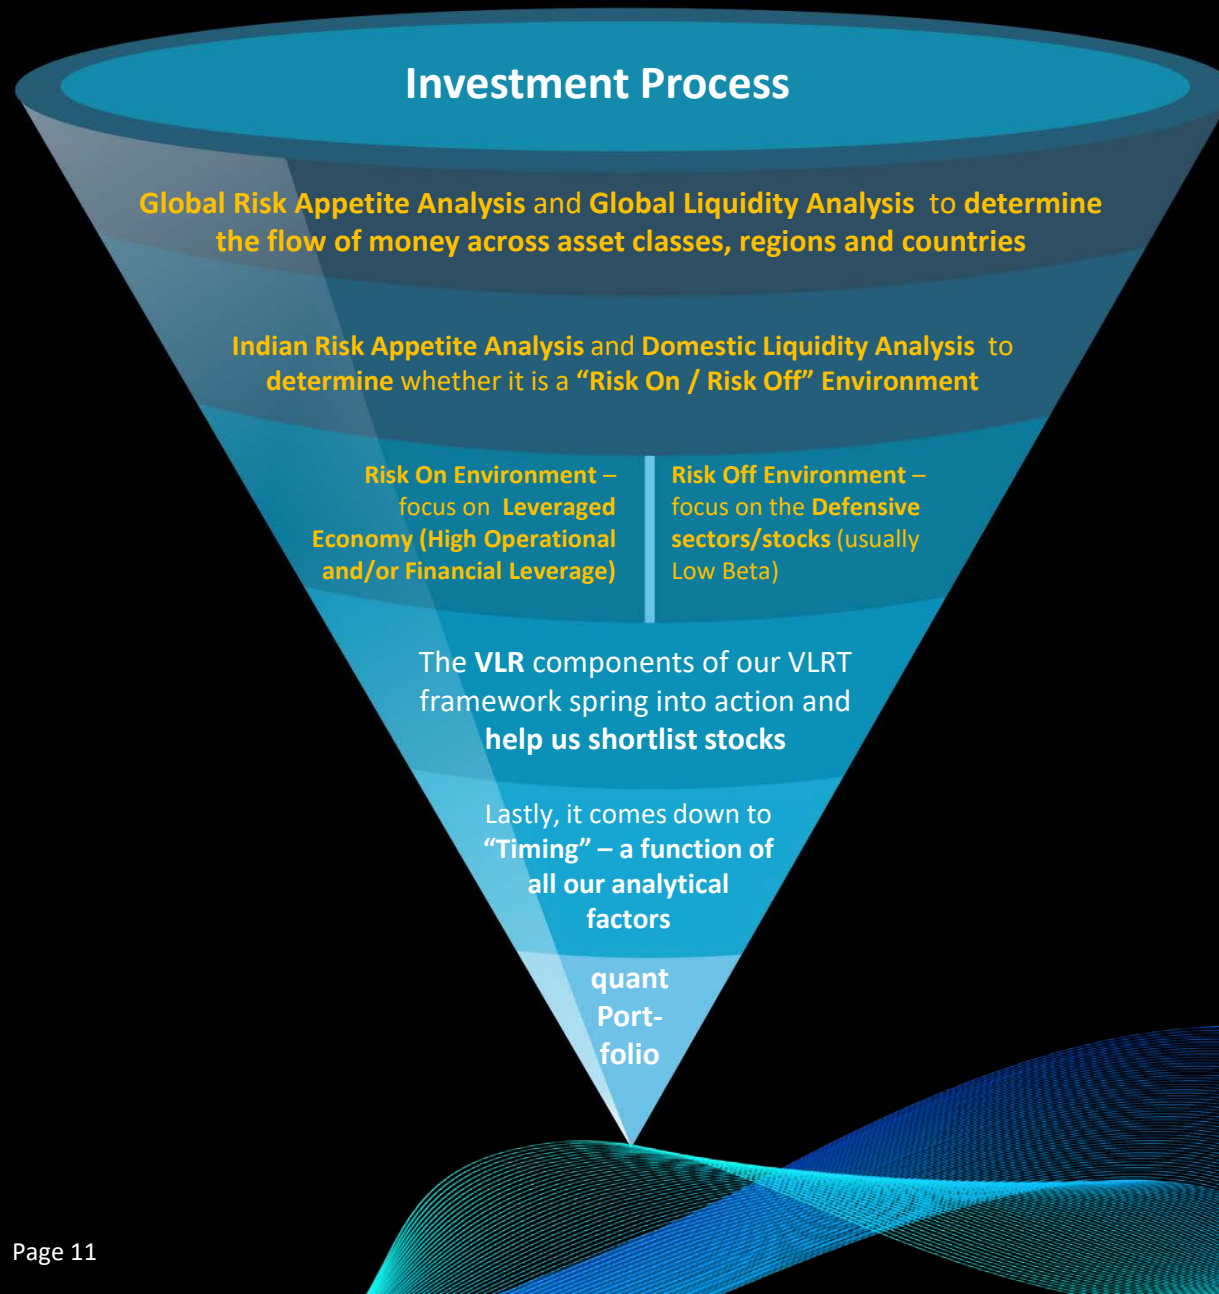 Investment Process
Global Risk Appetite Analysis and Global Liquidity Analysis to determine
the flow of money across asset classes, regions and countries
Indian Risk Appetite Analysis and Domestic Liquidity Analysis to
determine whether it is a “Risk On / Risk Off” Environment
Risk On Environment –
focus on Leveraged
Economy (High Operational
and/or Financial Leverage)
Risk Off Environment –
focus on the Defensive
sectors/stocks (usually
Low Beta)
The VLR components of our VLRT
framework spring into action and
help us shortlist stocks
Lastly, it comes down to
“Timing” – a function of
all our analytical
factors
quant
Port-
folio
Page 11